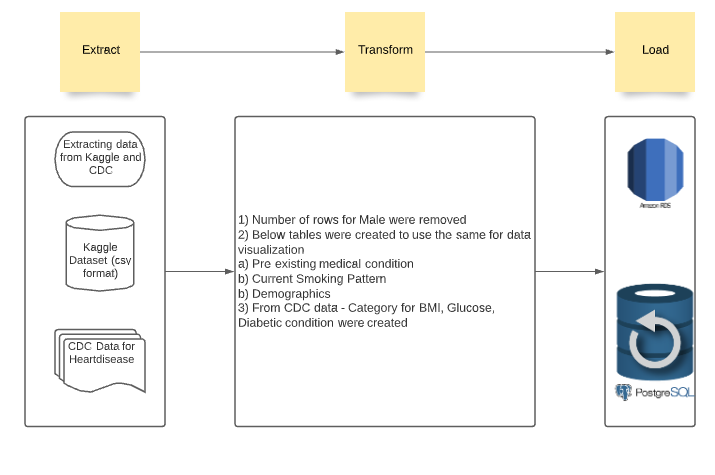 Extract
Transform
Load
Extracting data
from Kaggle and
CDC
Kaggle
Dataset (csv
format)
CDC Data for
Heartdisease
1) Number of rows for Male were removed
2) Below tables were created to use the same for data
visualization
a) Pre existing medical condition
b) Current Smoking Pattern
b) Demographics
3) From CDC data - Category for BMI, Glucose,
Diabetic condition were created
Amazon RDS
PostgreSQL